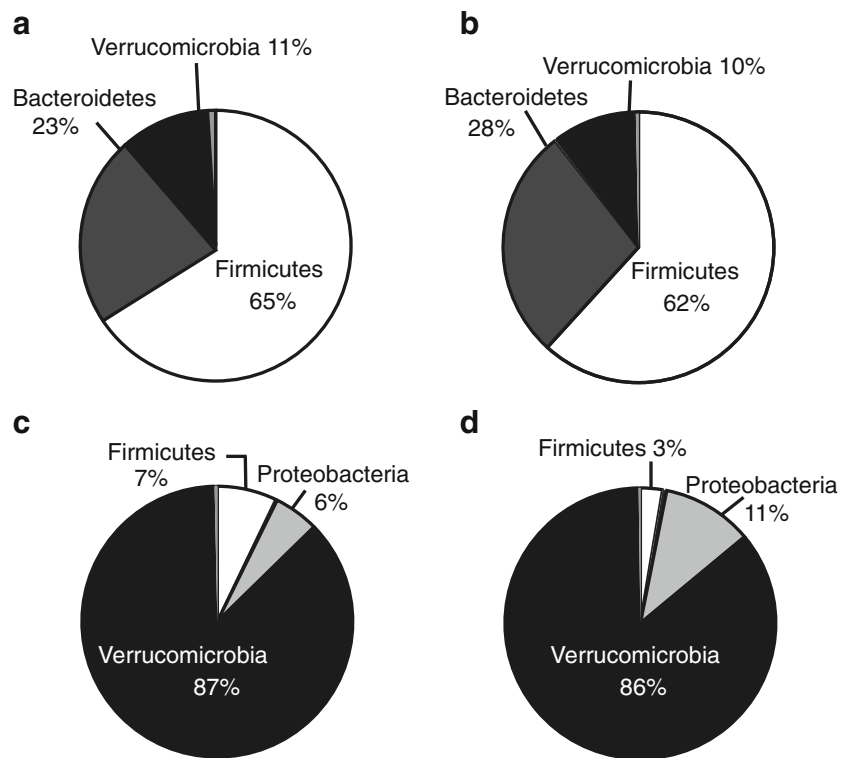 a
Verrucomicrobia 11%
Bacteroidetes
23%
Firmicutes
65%
b
Verrucomicrobia 10%
Bacteroidetes
28%
Firmicutes
62%
c
Firmicutes
7%
Proteobacteria
6%
Verrucomicrobia
87%
d
Firmicutes 3%
Proteobacteria
11%
Verrucomicrobia
86%